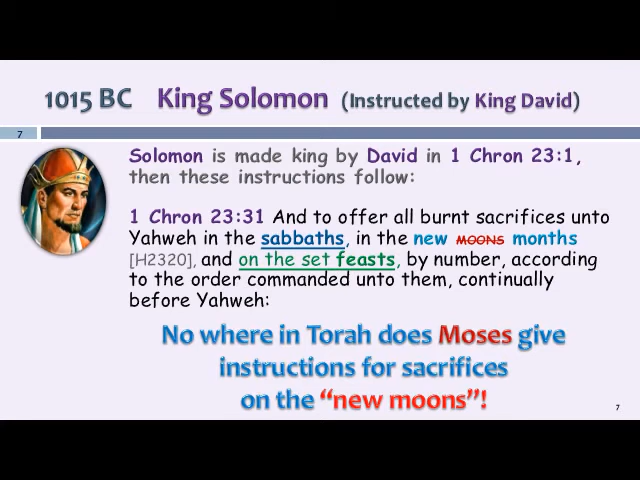 1015 BC King Solomon (Instructed by King David)
7
Solomon is made king by David in 1 Chron 23:1,
then these instructions follow:
1 Chron 23:31 And to offer all burnt sacrifices unto
Yahweh in the sabbaths, in the new moons months
[H2320], and on the set feasts, by number, according
to the order commanded unto them, continually
before Yahweh:
No where in Torah does Moses give
instructions for sacrifices
on the “new moons”!
7